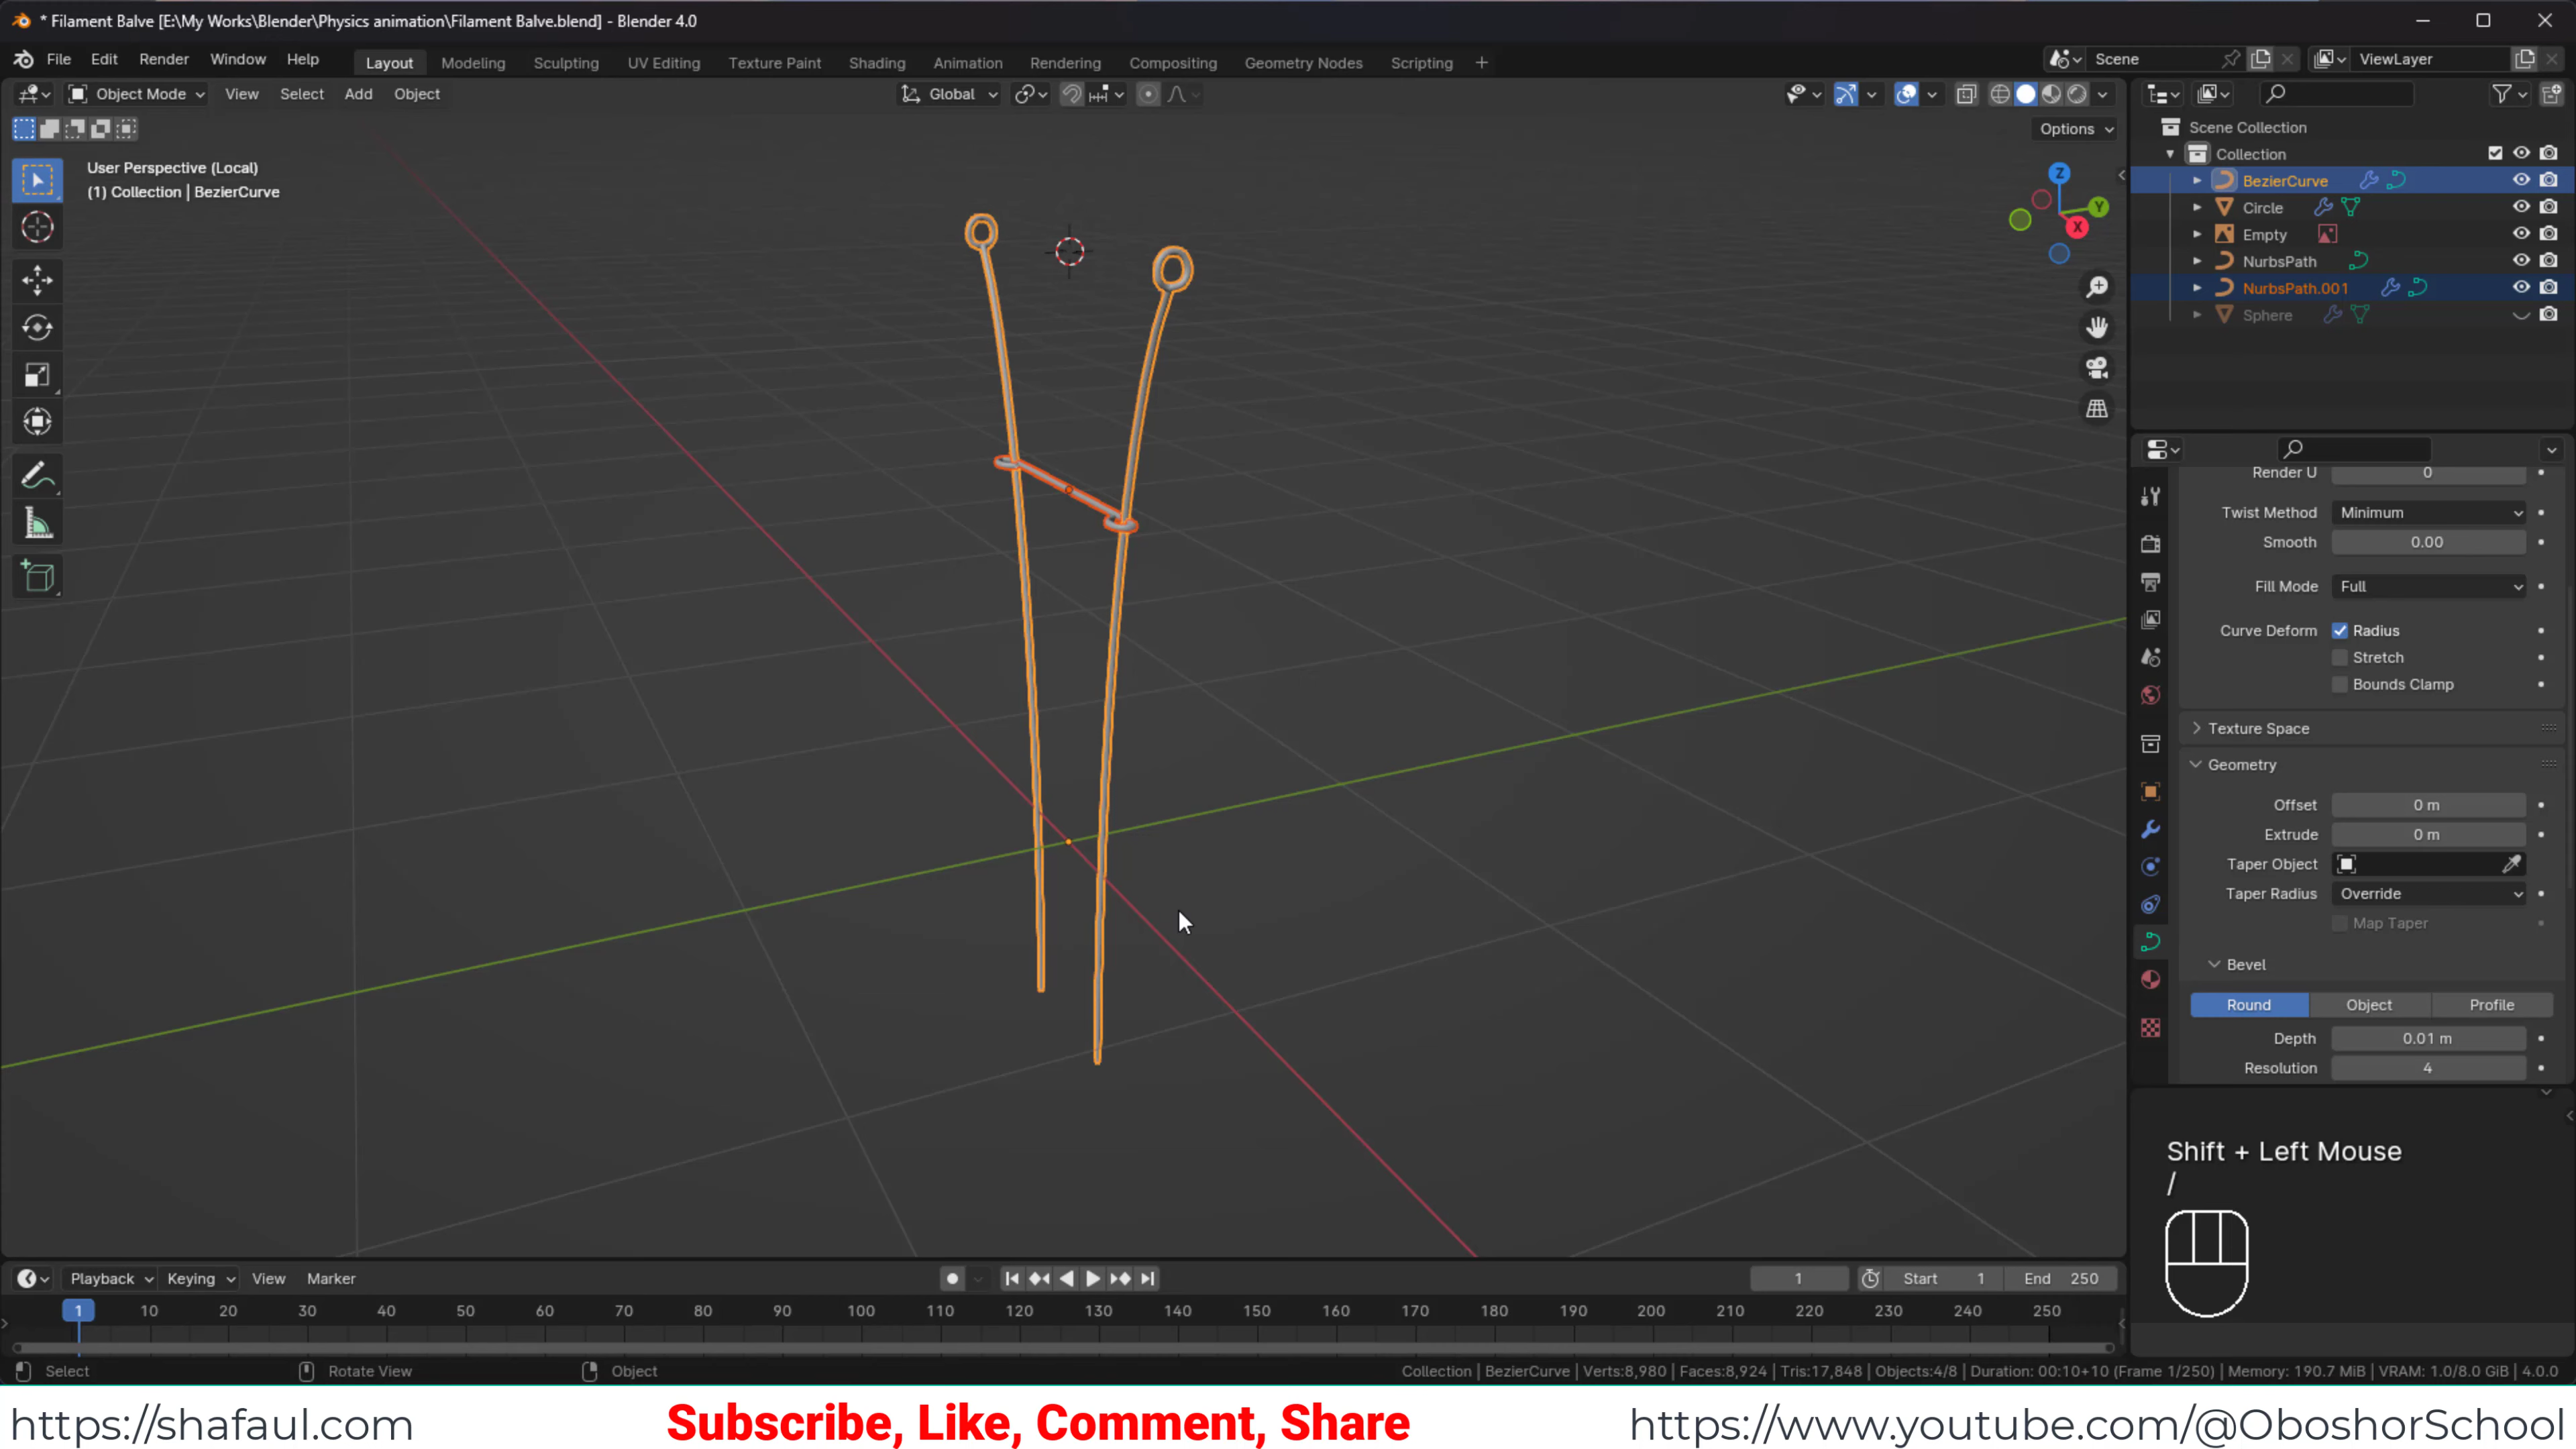 * Filament Balve [E:\My Works\Blender\Physics animation\Filament Balve.blend] - Blender 4.0
File Edit Render Window Help Layout Modeling Sculpting UV Editing Texture Paint Shading Animation Rendering Compositing Geometry Nodes Scripting + Scene ViewLayer
Object Mode View Select Add Object Global
Options
User Perspective (Local)
(1) Collection | BezierCurve
Z
Y
X
Scene Collection
Collection
BezierCurve
Circle
Empty
NurbsPath
NurbsPath.001
Sphere
Render U 0
Twist Method Minimum
Smooth 0.00
Fill Mode Full
Curve Deform Radius
Stretch
Bounds Clamp
Texture Space
Geometry
Offset 0 m
Extrude 0 m
Taper Object
Taper Radius Override
Map Taper
Bevel
Round Object Profile
Depth 0.01 m
Resolution 4
Shift + Left Mouse
/
Playback Keying View Marker 1 Start 1 End 250
1 10 20 30 40 50 60 70 80 90 100 110 120 130 140 150 160 170 180 190 200 210 220 230 240 250
Select Rotate View Object Collection | BezierCurve | Verts:8,980 | Faces:8,924 | Tris:17,848 | Objects:4/8 | Duration: 00:10+10 (Frame 1/250) | Memory: 190.7 MiB | VRAM: 1.0/8.0 GiB | 4.0.0
https://shafaul.com Subscribe, Like, Comment, Share https://www.youtube.com/@OboshorSchool